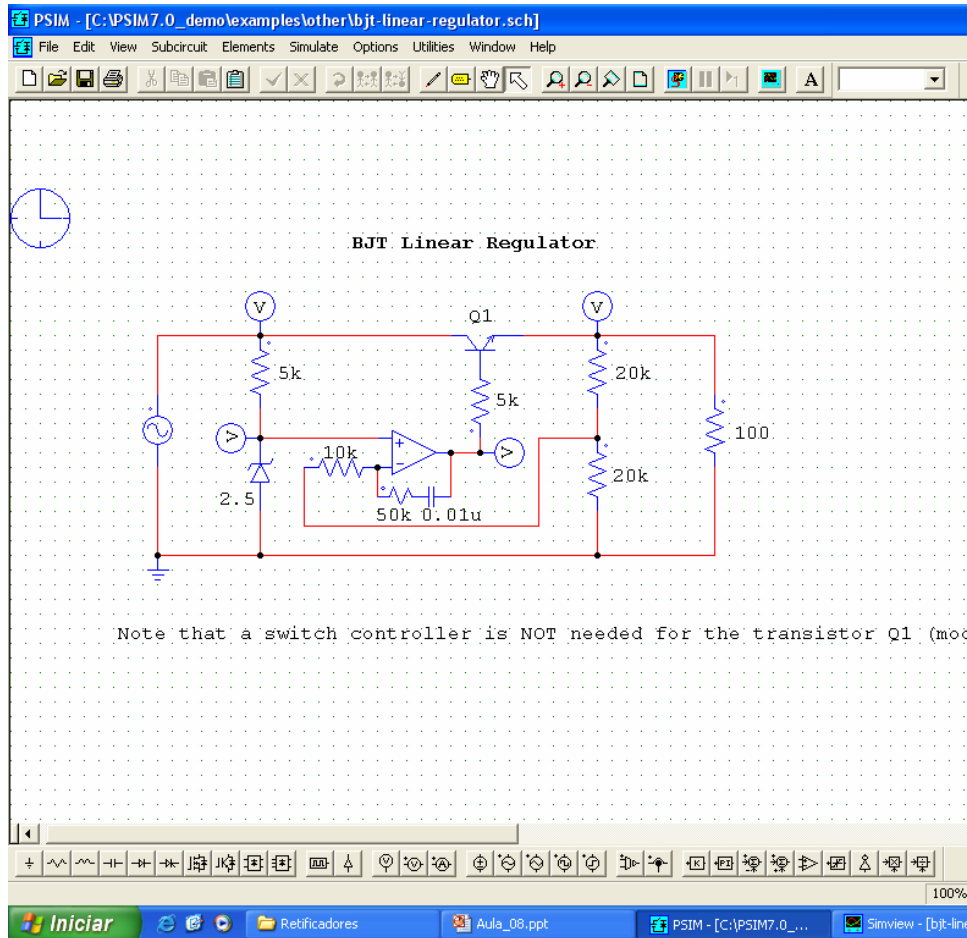 PSIM - [C:\PSIM7.0_demo\examples\other\bjt-linear-regulator.sch]
File Edit View Subcircuit Elements Simulate Options Utilities Window Help
A
BJT Linear Regulator
V
V
Q1
5k
20k
5k
V
10k
V
100
2.5
20k
50k 0.01u
Note that a switch controller is NOT needed for the transistor Q1 (mod
100%
Iniciar
Retificadores
Aula_08.ppt
PSIM - [C:\PSIM7.0_...
Simview - [bjt-line